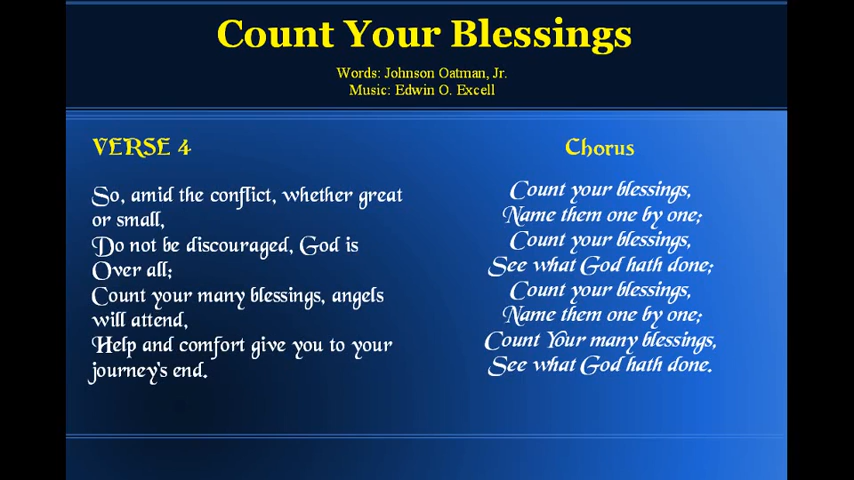 Count Your Blessings
Words: Johnson Oatman, Jr.
Music: Edwin O. Excell
VERSE 4
So, amid the conflict, whether great
or small,
Do not be discouraged, God is
Over all;
Count your many blessings, angels
will attend,
Help and comfort give you to your
journey's end.
Chorus
Count your blessings,
Name them one by one;
Count your blessings,
See what God hath done;
Count your blessings,
Name them one by one;
Count Your many blessings,
See what God hath done.